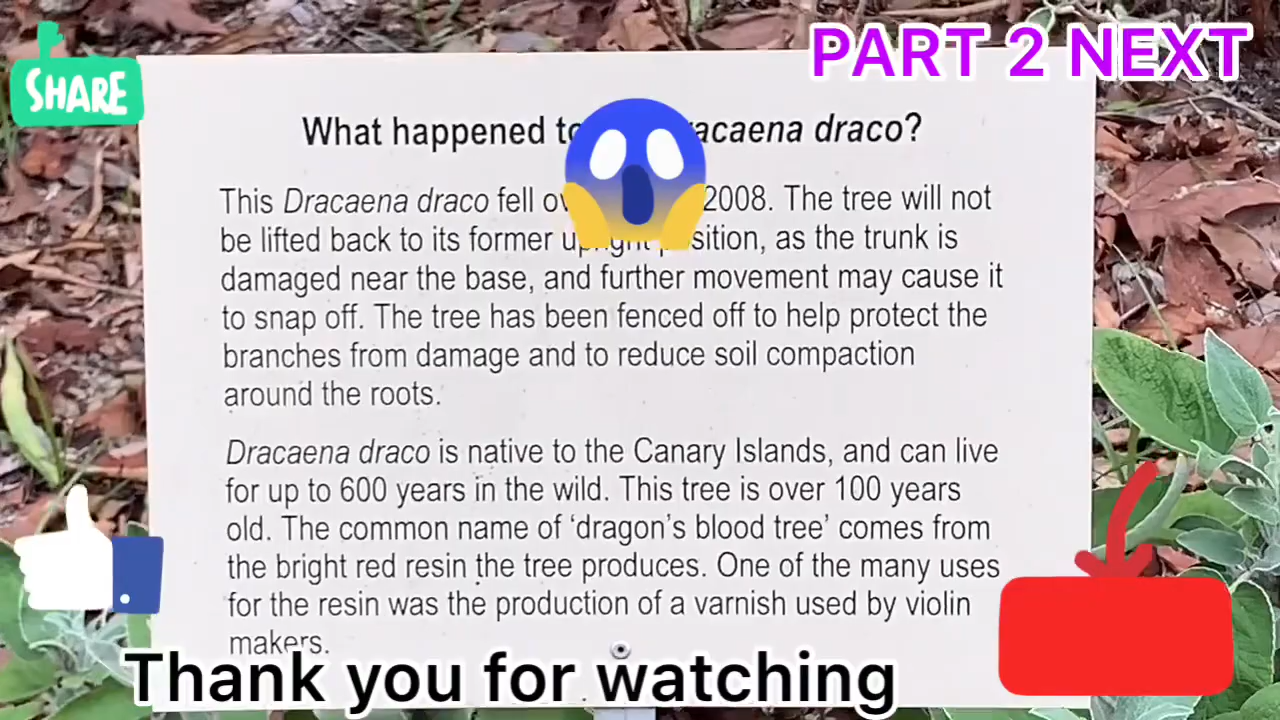 PART 2 NEXT
SHARE
What happened to acaena draco?
This Dracaena draco fell 2008. The tree will not
be lifted back to its former upright position, as the trunk is
damaged near the base, and further movement may cause it
to snap off. The tree has been fenced off to help protect the
branches from damage and to reduce soil compaction
around the roots.
Dracaena draco is native to the Canary Islands, and can live
for up to 600 years in the wild. This tree is over 100 years
old. The common name of ‘dragon’s blood tree’ comes from
the bright red resin the tree produces. One of the many uses
for the resin was the production of a varnish used by violin
makers.
Thank you for watching